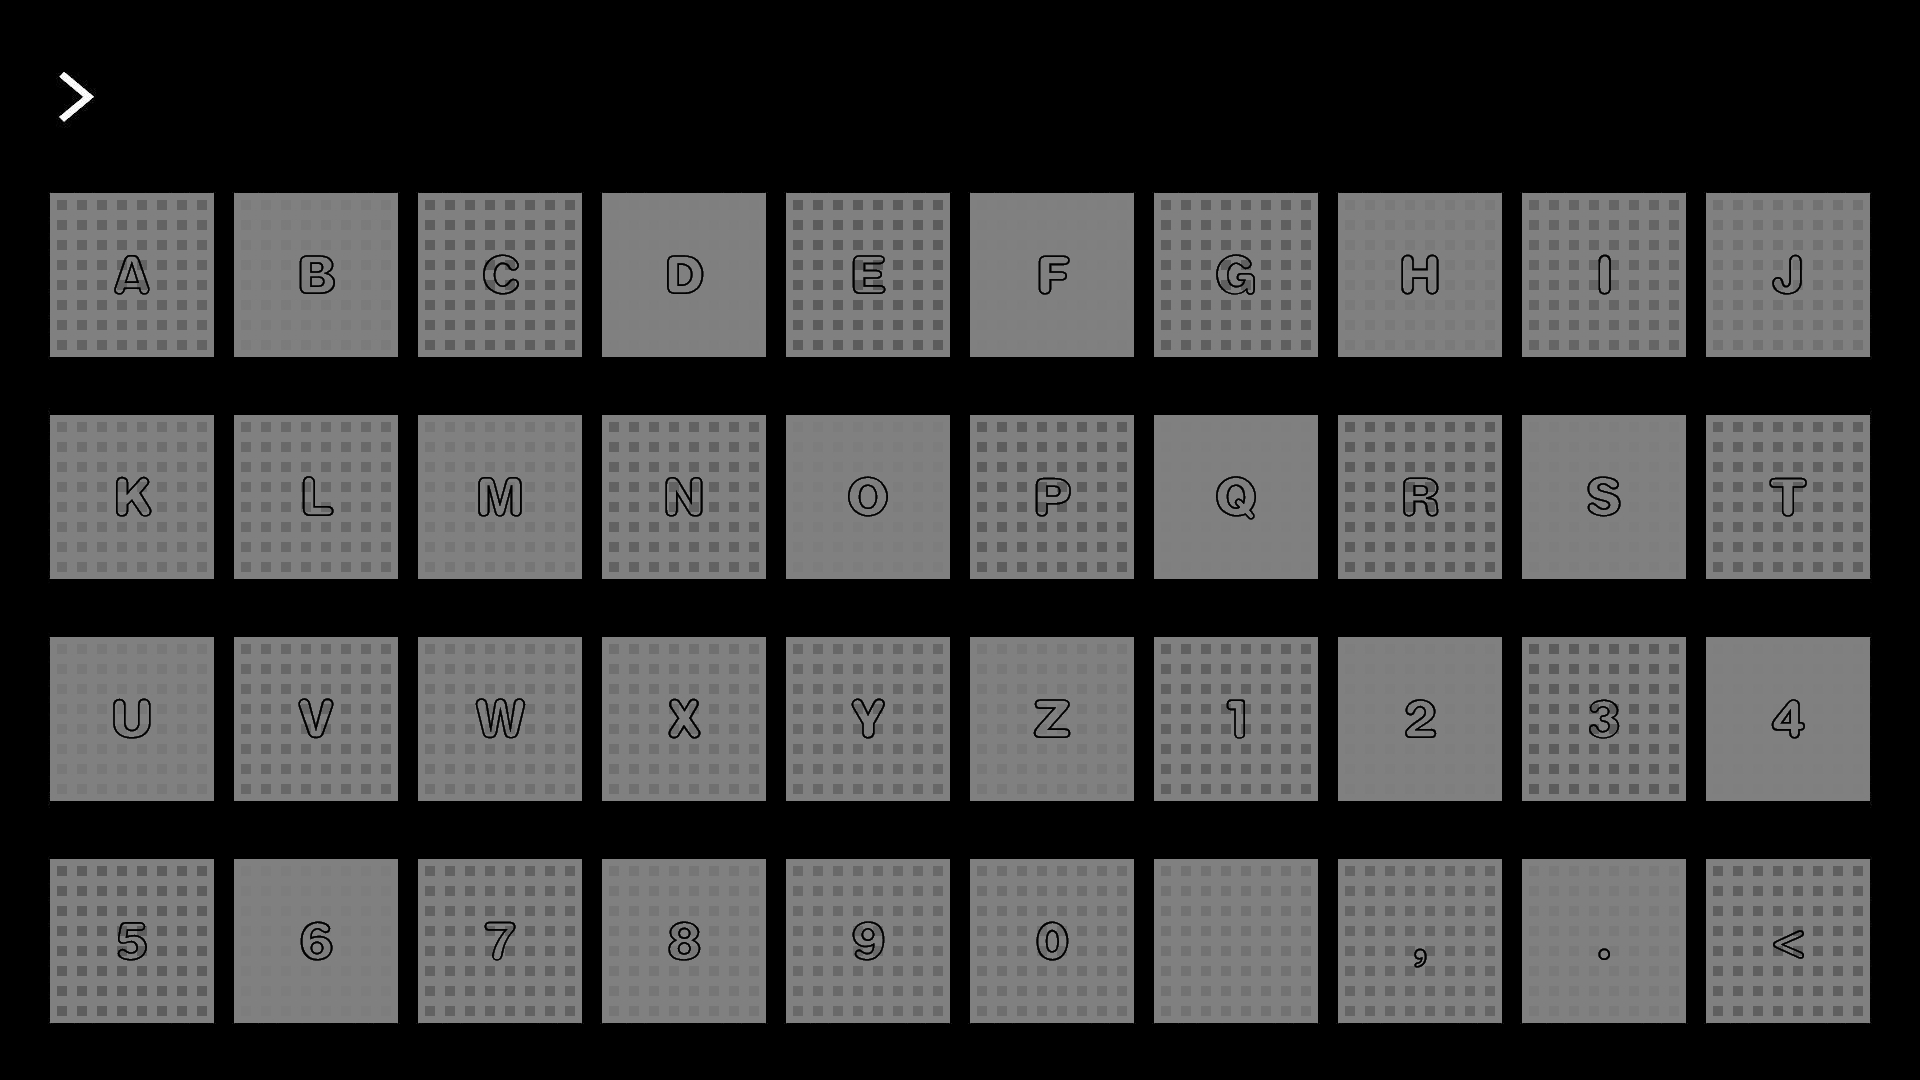 >
A B C D E F G H I J
K L M N O P Q R S T
U V W X Y Z 1 2 3 4
5 6 7 8 9 0 , . <